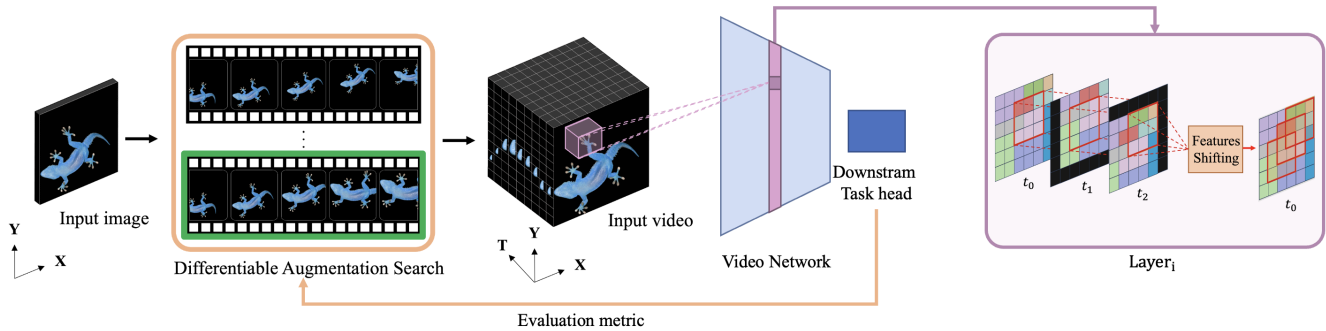 Input image
Y
X
Differentiable Augmentation Search
Input video
T
Y
X
Video Network
Downstram
Task head
Evaluation metric
t0
t1
t2
Features
Shifting
t0
Layeri